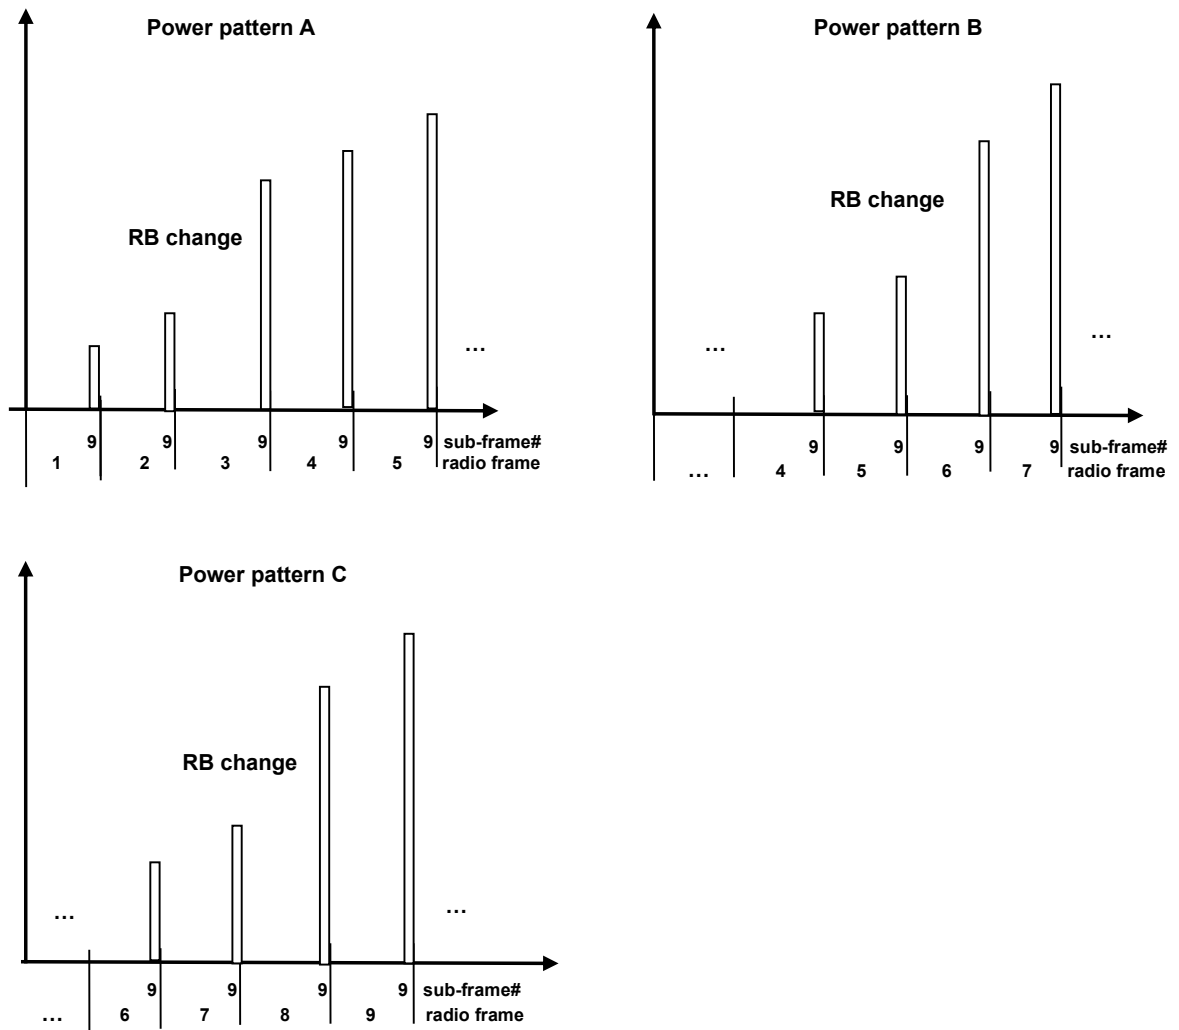 Power pattern A
RB change
...
9 9 9 9 9 sub-frame#
1 2 3 4 5 radio frame
Power pattern B
RB change
...
...
9 9 9 9 sub-frame#
... 4 5 6 7 radio frame
Power pattern C
RB change
...
...
9 9 9 9 sub-frame#
... 6 7 8 9 radio frame